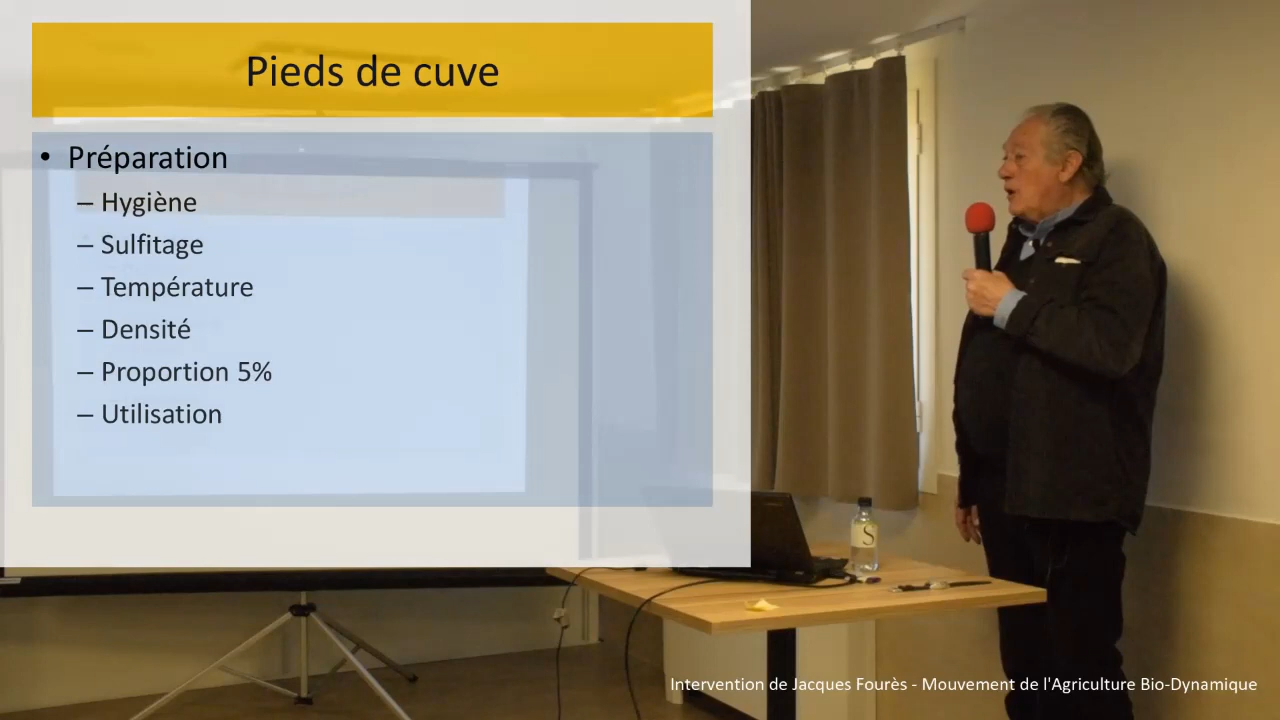 Pieds de cuve
• Préparation
– Hygiène
– Sulfitage
– Température
– Densité
– Proportion 5%
– Utilisation
S
Intervention de Jacques Fourès - Mouvement de l'Agriculture Bio-Dynamique